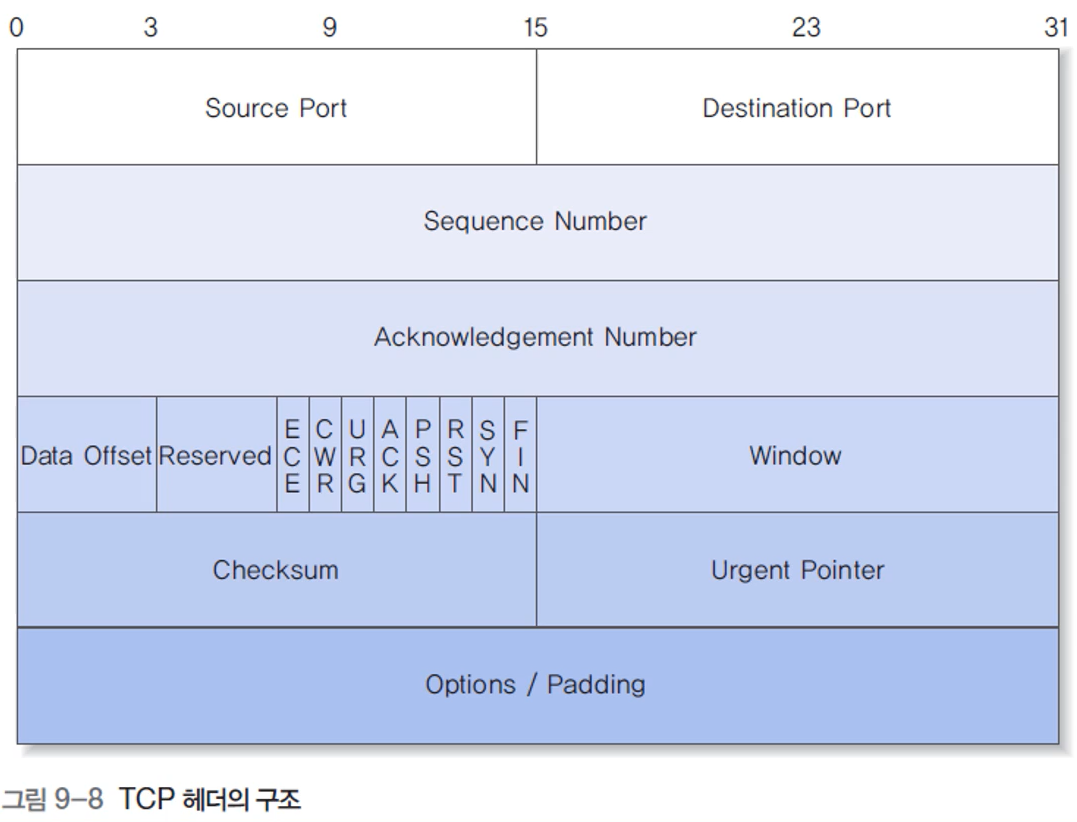 0 3 9 15 23 31
Source Port Destination Port
Sequence Number
Acknowledgement Number
Data Offset Reserved ECE CWR URG ACK PSH RST SYN FIN Window
Checksum Urgent Pointer
Options / Padding
그림 9-8 TCP 헤더의 구조